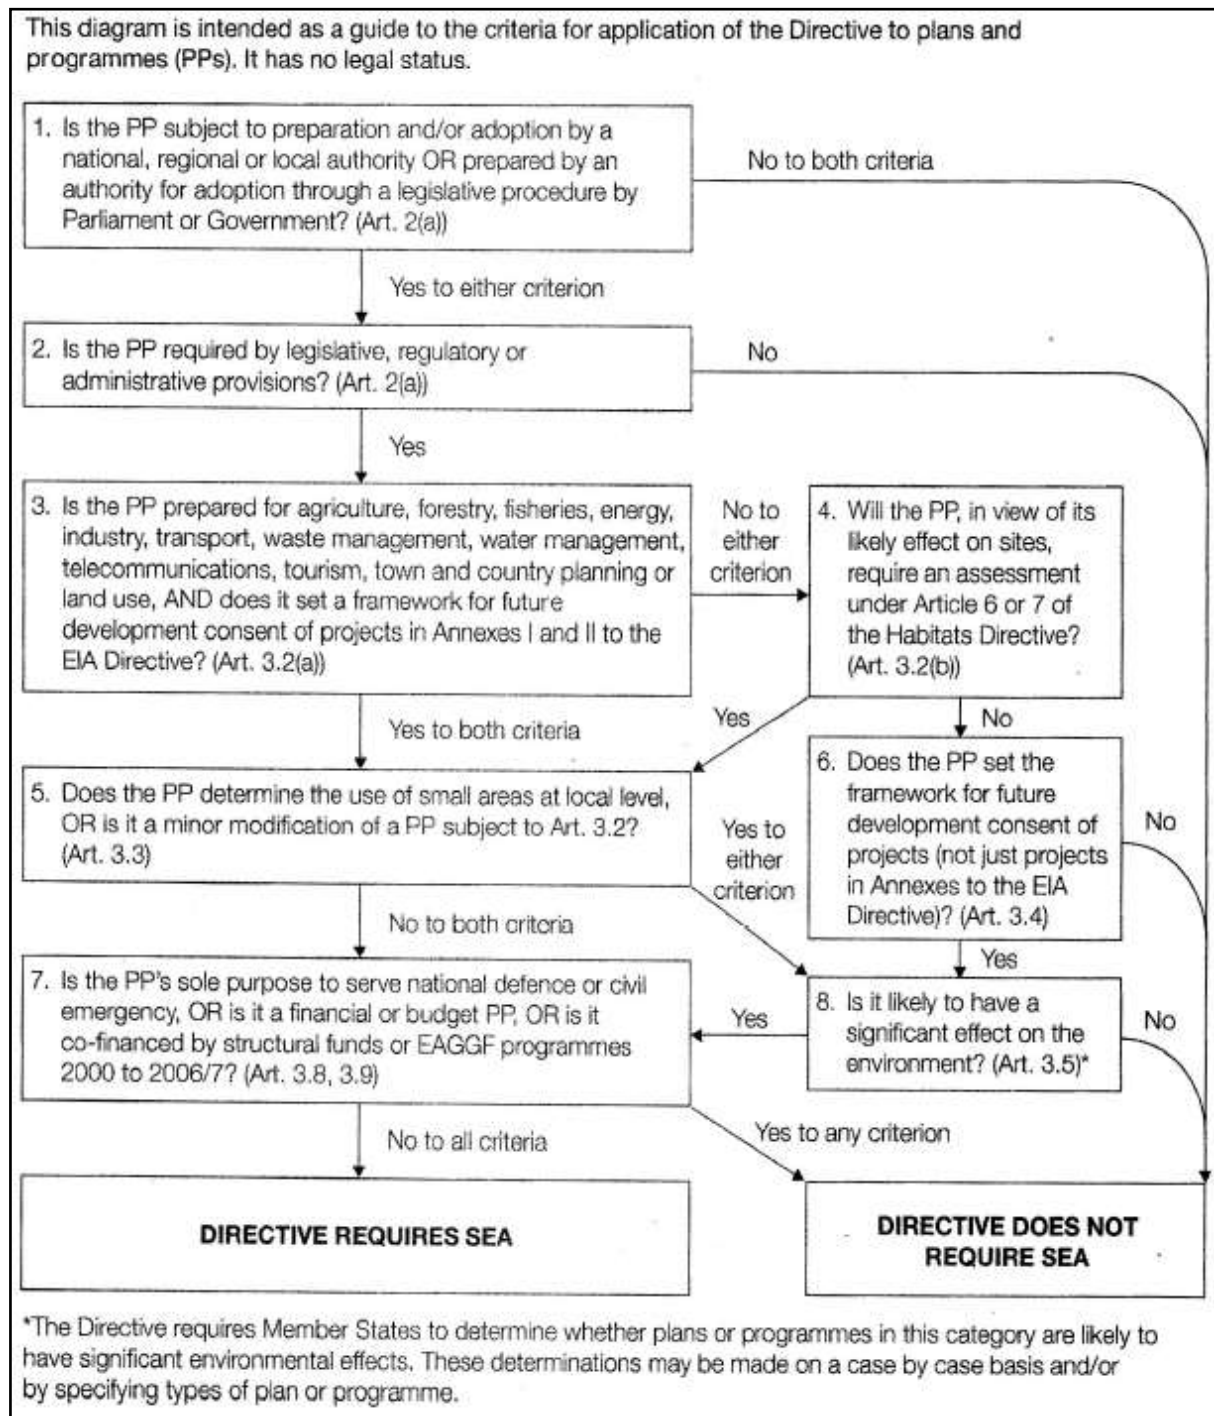 This diagram is intended as a guide to the criteria for application of the Directive to plans and
programmes (PPs). It has no legal status.
1. Is the PP subject to preparation and/or adoption by a
national, regional or local authority OR prepared by an
authority for adoption through a legislative procedure by
Parliament or Government? (Art. 2(a))
No to both criteria
Yes to either criterion
2. Is the PP required by legislative, regulatory or
administrative provisions? (Art. 2(a))
No
Yes
3. Is the PP prepared for agriculture, forestry, fisheries, energy,
industry, transport, waste management, water management,
telecommunications, tourism, town and country planning or
land use, AND does it set a framework for future
development consent of projects in Annexes I and II to the
EIA Directive? (Art. 3.2(a))
No to
either
criterion
4. Will the PP, in view of its
likely effect on sites,
require an assessment
under Article 6 or 7 of
the Habitats Directive?
(Art. 3.2(b))
Yes to both criteria
Yes
No
5. Does the PP determine the use of small areas at local level,
OR is it a minor modification of a PP subject to Art. 3.2?
(Art. 3.3)
Yes to
either
criterion
6. Does the PP set the
framework for future
development consent of
projects (not just projects
in Annexes to the EIA
Directive)? (Art. 3.4)
No
No to both criteria
Yes
7. Is the PP's sole purpose to serve national defence or civil
emergency, OR is it a financial or budget PP, OR is it
co-financed by structural funds or EAGGF programmes
2000 to 2006/7? (Art. 3.8, 3.9)
Yes
8. Is it likely to have a
significant effect on the
environment? (Art. 3.5)*
No
No to all criteria
Yes to any criterion
DIRECTIVE REQUIRES SEA
DIRECTIVE DOES NOT
REQUIRE SEA
*The Directive requires Member States to determine whether plans or programmes in this category are likely to
have significant environmental effects. These determinations may be made on a case by case basis and/or
by specifying types of plan or programme.